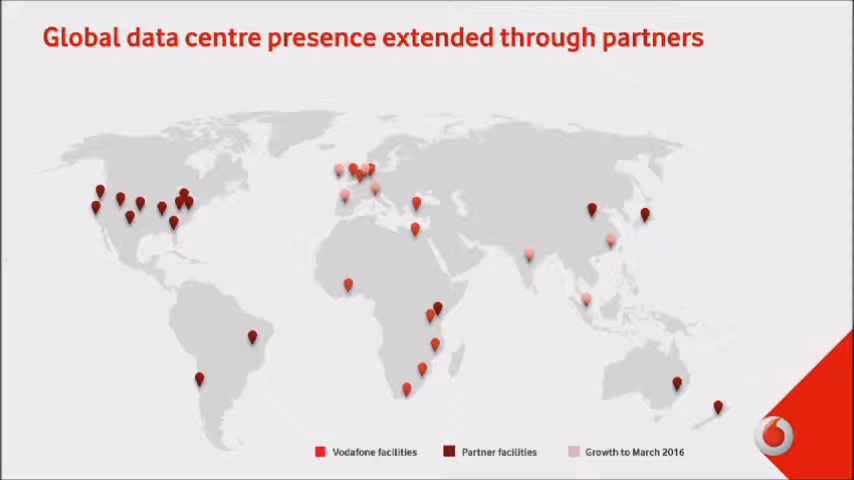 Global data centre presence extended through partners
Vodafone facilities
Partner facilities
Growth to March 2016